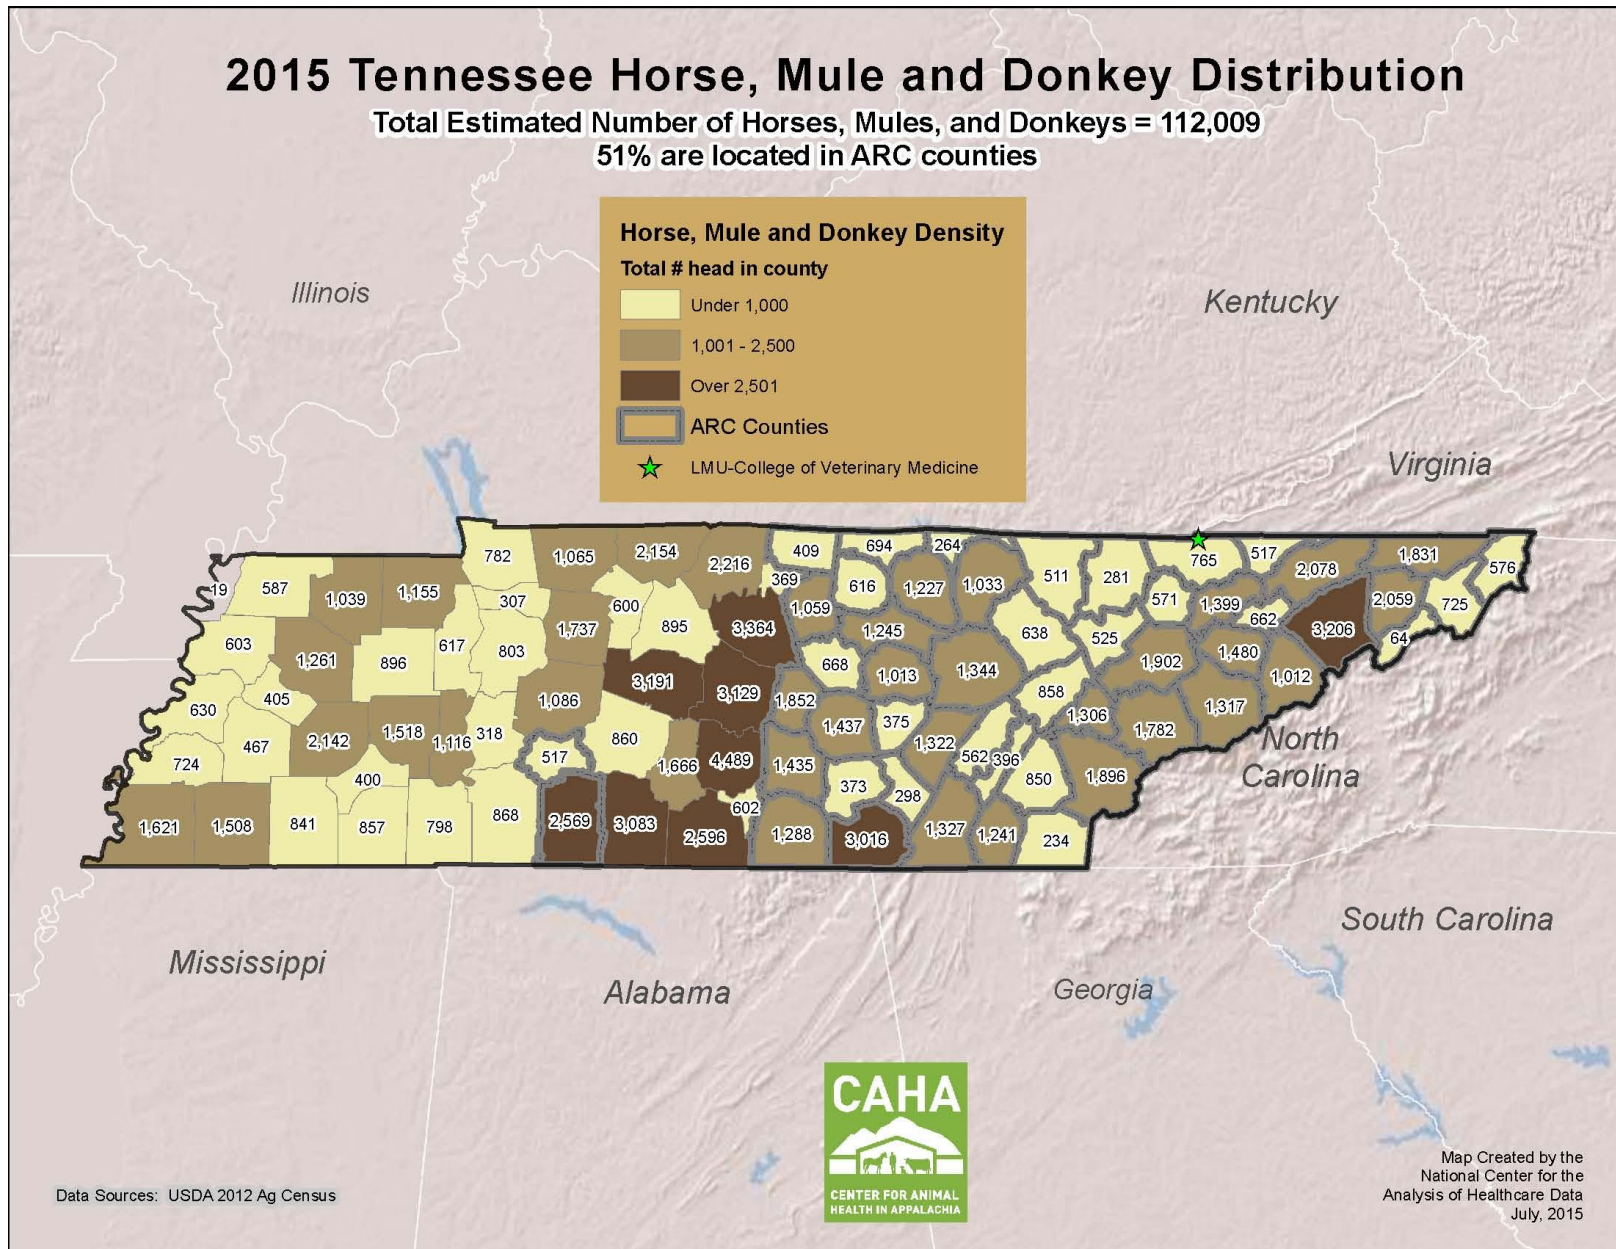 2015 Tennessee Horse, Mule and Donkey Distribution
Total Estimated Number of Horses, Mules, and Donkeys = 112,009
51% are located in ARC counties
Horse, Mule and Donkey Density
Total # head in county
Under 1,000
1,001 - 2,500
Over 2,501
ARC Counties
LMU-College of Veterinary Medicine
Illinois
Kentucky
Virginia
782 1,065 2,154 2,216 409 694 264 511 281 765 517 2,078 1,831 576
19 587 1,039 1,155 307 600 895 3,364 369 1,059 616 1,227 1,033 571 1,399 662 3,206 2,059 725
603 1,261 896 617 803 1,737 1,245 638 525 1,480 64
630 405 1,086 3,191 3,129 668 1,013 1,344 858 1,902 1,317 1,012
724 467 2,142 1,518 1,116 318 517 860 1,666 4,489 1,852 1,437 375 1,322 562 396 1,306 1,782
400 1,435 373 298 850 1,896
1,621 1,508 841 857 798 868 2,569 3,083 2,596 602 1,288 3,016 1,327 1,241 234
North
Carolina
South Carolina
Mississippi
Alabama
Georgia
CAHA
CENTER FOR ANIMAL
HEALTH IN APPALACHIA
Data Sources: USDA 2012 Ag Census
Map Created by the
National Center for the
Analysis of Healthcare Data
July, 2015